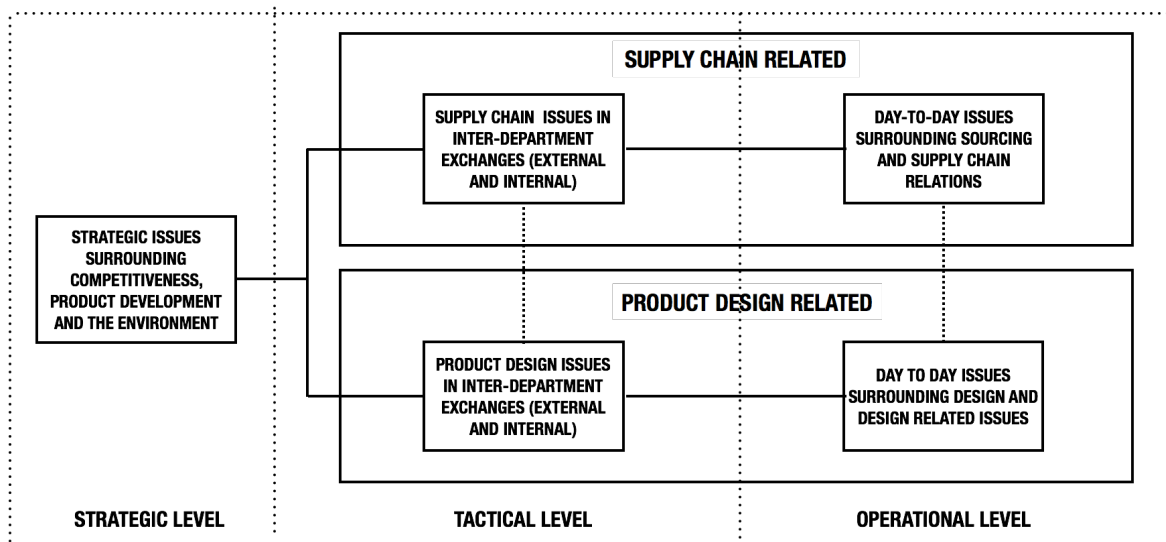 SUPPLY CHAIN RELATED
SUPPLY CHAIN ISSUES IN
INTER-DEPARTMENT
EXCHANGES (EXTERNAL
AND INTERNAL)
DAY-TO-DAY ISSUES
SURROUNDING SOURCING
AND SUPPLY CHAIN
RELATIONS
STRATEGIC ISSUES
SURROUNDING
COMPETITIVENESS,
PRODUCT DEVELOPMENT
AND THE ENVIRONMENT
PRODUCT DESIGN RELATED
PRODUCT DESIGN ISSUES
IN INTER-DEPARTMENT
EXCHANGES (EXTERNAL
AND INTERNAL)
DAY TO DAY ISSUES
SURROUNDING DESIGN AND
DESIGN RELATED ISSUES
STRATEGIC LEVEL
TACTICAL LEVEL
OPERATIONAL LEVEL